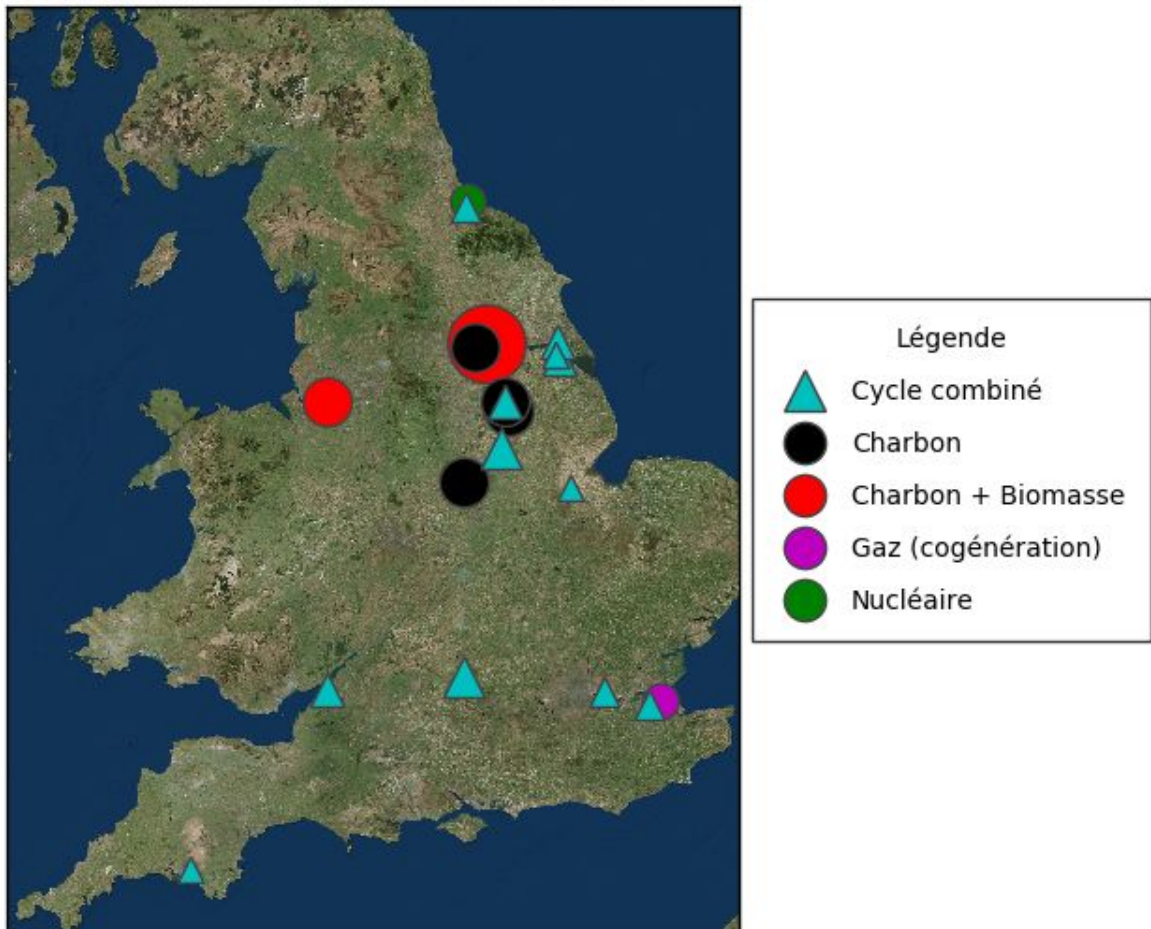 Légende
Cycle combiné
Charbon
Charbon + Biomasse
Gaz (cogénération)
Nucléaire